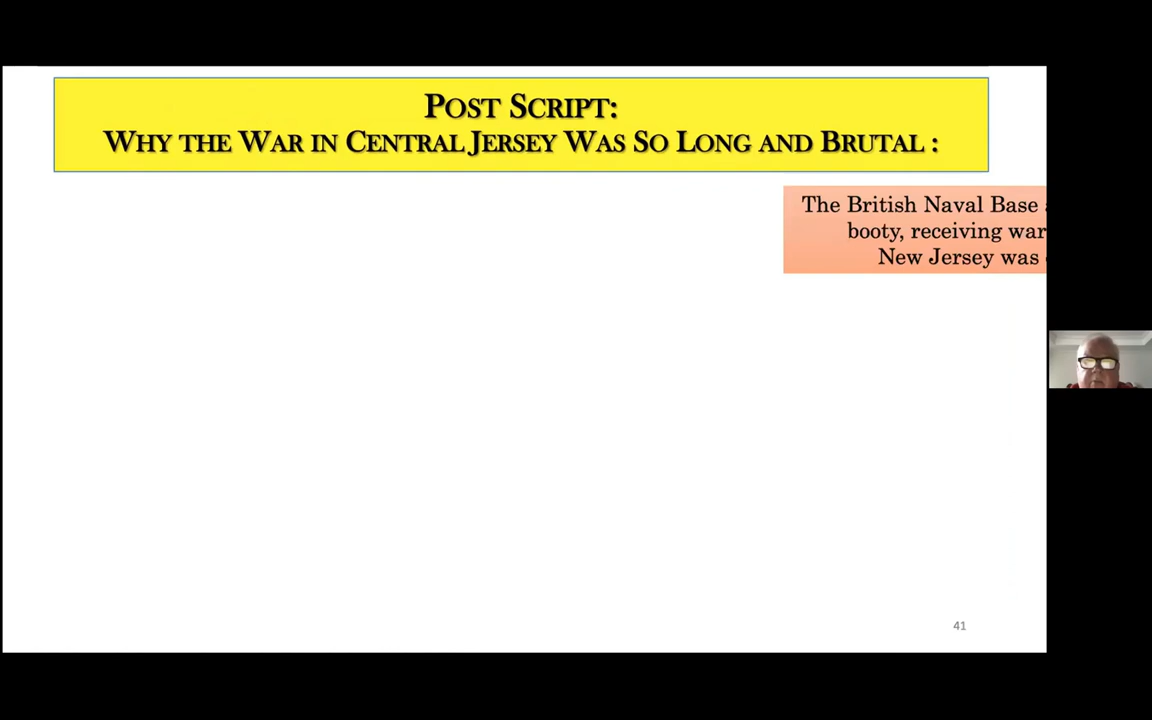 POST SCRIPT:
WHY THE WAR IN CENTRAL JERSEY WAS SO LONG AND BRUTAL :
The British Naval Base
booty, receiving war
New Jersey was
41